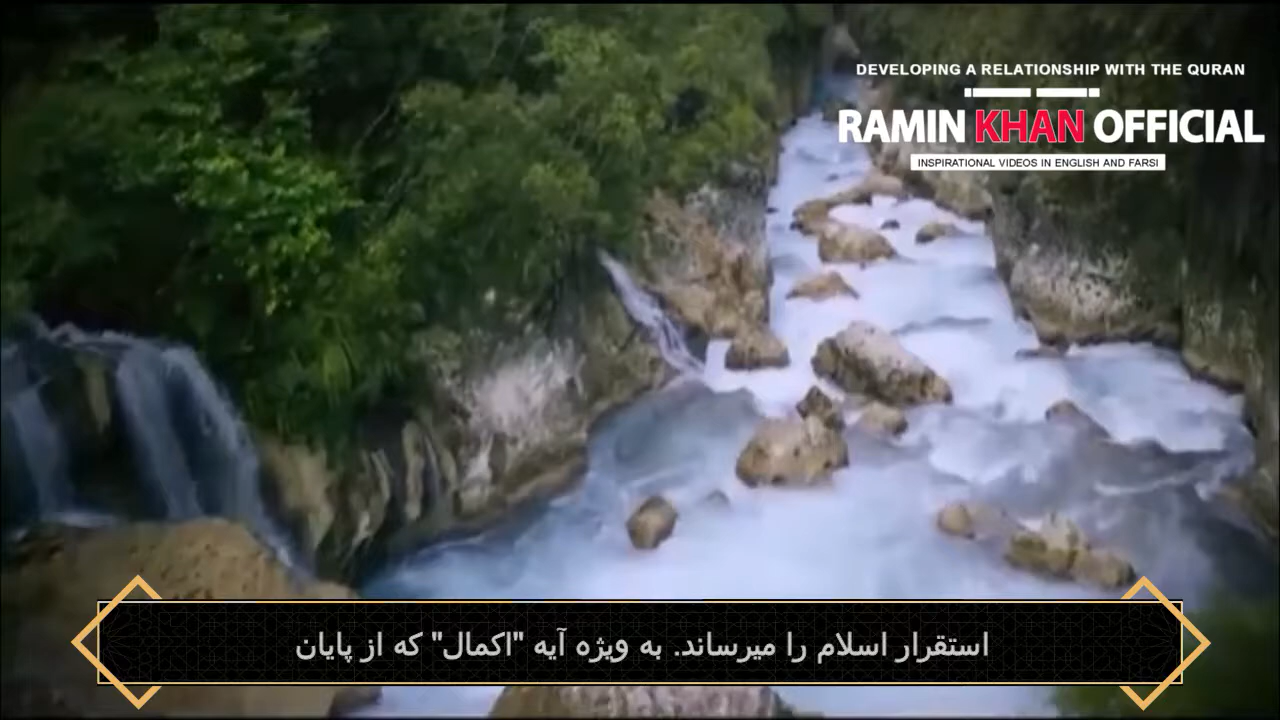 DEVELOPING A RELATIONSHIP WITH THE QURAN
RAMIN KHAN OFFICIAL
INSPIRATIONAL VIDEOS IN ENGLISH AND FARSI
استقرار اسلام را میرساند. به ویژه آیه "اکمال" که از پایان